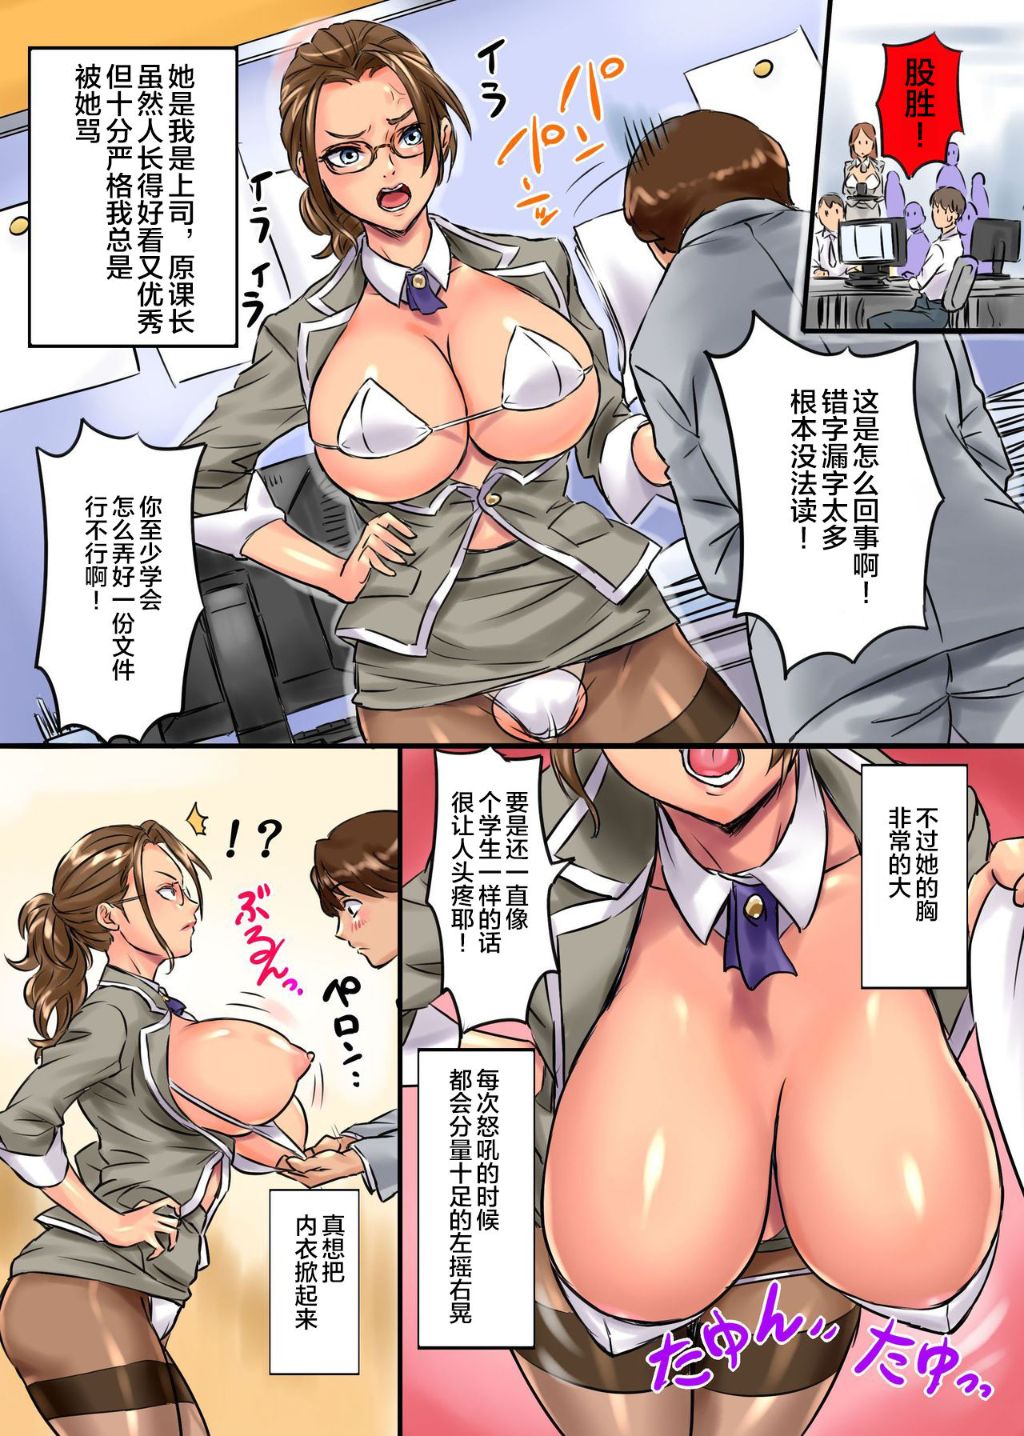 股胜！
她是我是上司，原课长
虽然人长得好看又优秀
但十分严格我总是
被她骂
イラ
イラ
イラ
パン
パン
这是怎么回事啊！
错字漏字太多
根本没法读！
你至少学会
怎么弄好一份文件
行不行啊！
不过她的胸
非常的大
要是还一直像
个学生一样的话
很让人头疼耶！
每次怒吼的时候
都会分量十足的左摇右晃
たゆんッ
たゆっ
！？
ぶるんっ
ペロン…
真想把
内衣掀起来